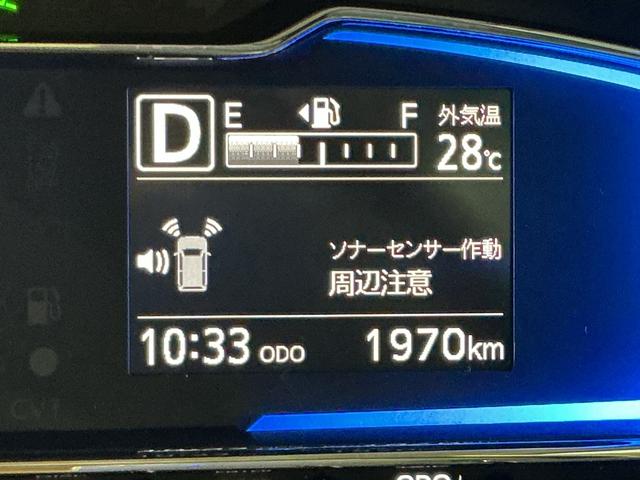 E F 外気温
D 28℃
ソナーセンサー作動
周辺注意
10:33 ODO 1970km